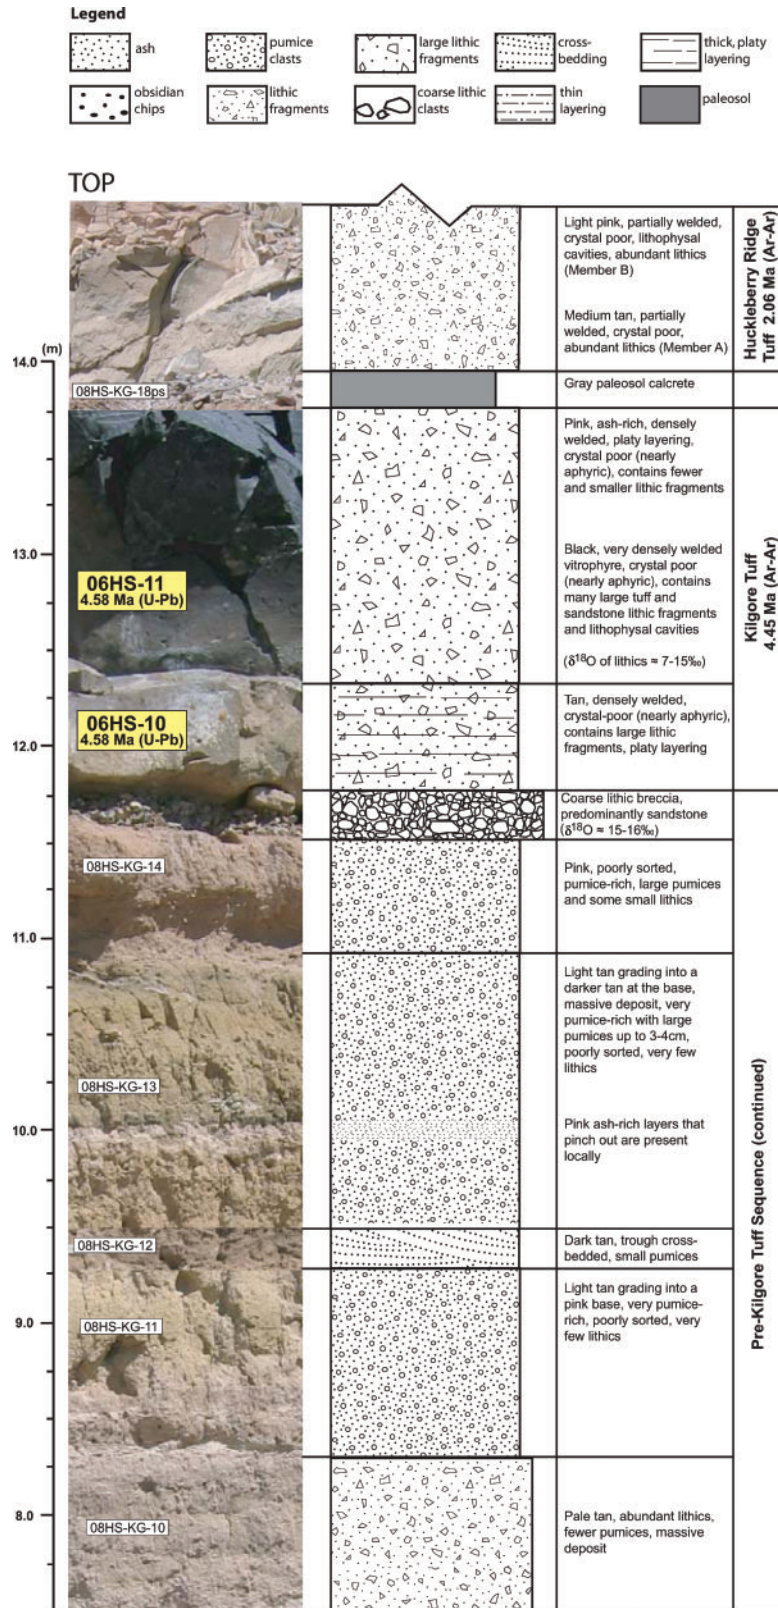 Legend
ash
pumice
clasts
large lithic
fragments
cross-
bedding
thick, platy
layering
obsidian
chips
lithic
fragments
coarse lithic
clasts
thin
layering
paleosol
TOP
(m)
14.0
13.0
12.0
11.0
10.0
9.0
8.0
08HS-KG-18ps
06HS-11
4.58 Ma (U-Pb)
06HS-10
4.58 Ma (U-Pb)
08HS-KG-14
08HS-KG-13
08HS-KG-12
08HS-KG-11
08HS-KG-10
Light pink, partially welded,
crystal poor, lithophysal
cavities, abundant lithics
(Member B)
Medium tan, partially
welded, crystal poor,
abundant lithics (Member A)
Gray paleosol calcrete
Pink, ash-rich, densely
welded, platy layering,
crystal poor (nearly
aphyric), contains fewer
and smaller lithic fragments
Black, very densely welded
vitrophyre, crystal poor
(nearly aphyric), contains
many large tuff and
sandstone lithic fragments
and lithophysal cavities
(δ18O of lithics ≈ 7-15‰)
Tan, densely welded,
crystal-poor (nearly aphyric),
contains large lithic
fragments, platy layering
Coarse lithic breccia,
predominantly sandstone
(δ18O ≈ 15-16‰)
Pink, poorly sorted,
pumice-rich, large pumices
and some small lithics
Light tan grading into a
darker tan at the base,
massive deposit, very
pumice-rich with large
pumices up to 3-4cm,
poorly sorted, very few
lithics
Pink ash-rich layers that
pinch out are present
locally
Dark tan, trough cross-
bedded, small pumices
Light tan grading into a
pink base, very pumice-
rich, poorly sorted, very
few lithics
Pale tan, abundant lithics,
fewer pumices, massive
deposit
Huckleberry Ridge
Tuff 2.06 Ma (Ar-Ar)
Kilgore Tuff
4.45 Ma (Ar-Ar)
Pre-Kilgore Tuff Sequence (continued)